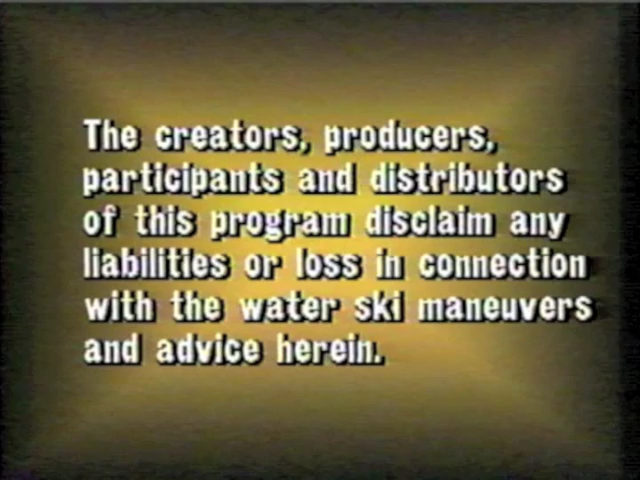 The creators, producers,
participants and distributors
of this program disclaim any
liabilities or loss in connection
with the water ski maneuvers
and advice herein.